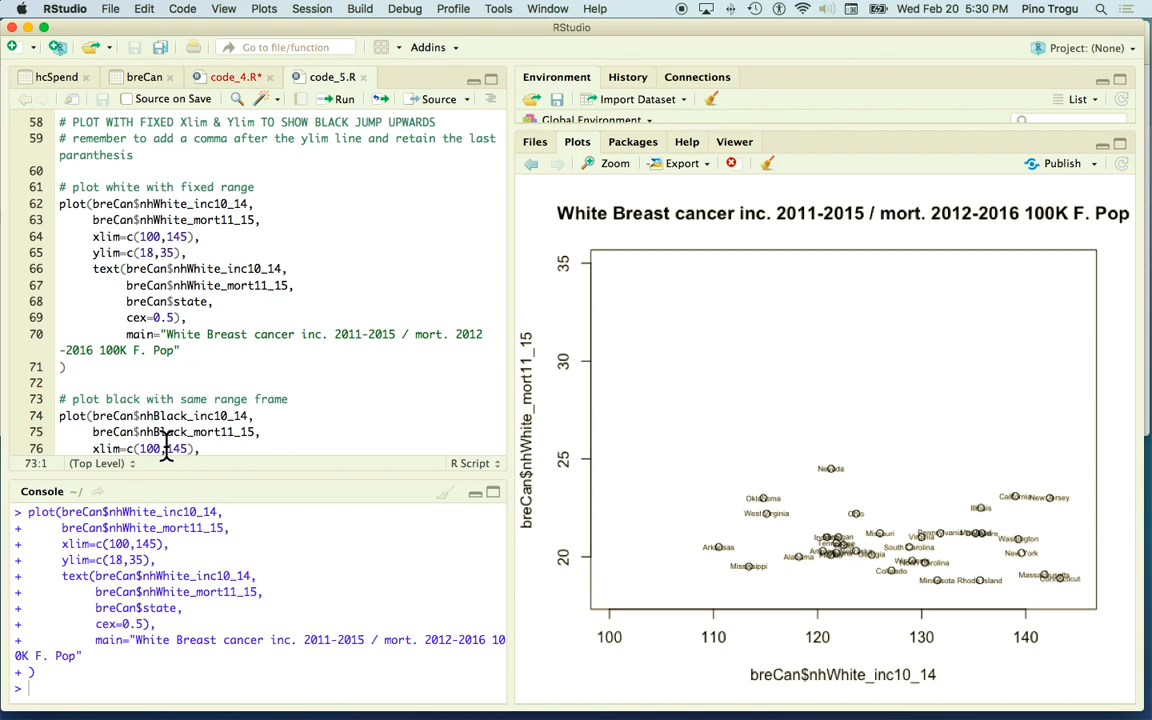 RStudio File Edit Code View Plots Session Build Debug Profile Tools Window Help Wed Feb 20 5:30 PM Pino Trogu
RStudio
Go to file/function Addins Project: (None)
hcSpend breCan code_4.R* code_5.R
Source on Save Run Source
58 # PLOT WITH FIXED Xlim & Ylim TO SHOW BLACK JUMP UPWARDS
59 # remember to add a comma after the ylim line and retain the last
paranthesis
60
61 # plot white with fixed range
62 plot(breCan$nhWhite_inc10_14,
63 breCan$nhWhite_mort11_15,
64 xlim=c(100,145),
65 ylim=c(18,35),
66 text(breCan$nhWhite_inc10_14,
67 breCan$nhWhite_mort11_15,
68 breCan$state,
69 cex=0.5),
70 main="White Breast cancer inc. 2011-2015 / mort. 2012
-2016 100K F. Pop"
71 )
72
73 # plot black with same range frame
74 plot(breCan$nhBlack_inc10_14,
75 breCan$nhBlack_mort11_15,
76 xlim=c(100,145),
73:1 (Top Level) R Script
Console ~/
> plot(breCan$nhWhite_inc10_14,
+ breCan$nhWhite_mort11_15,
+ xlim=c(100,145),
+ ylim=c(18,35),
+ text(breCan$nhWhite_inc10_14,
+ breCan$nhWhite_mort11_15,
+ breCan$state,
+ cex=0.5),
+ main="White Breast cancer inc. 2011-2015 / mort. 2012-2016 10
0K F. Pop"
+ )
>
Environment History Connections
Import Dataset List
Global Environment
Files Plots Packages Help Viewer
Zoom Export Publish
White Breast cancer inc. 2011-2015 / mort. 2012-2016 100K F. Pop
breCan$nhWhite_mort11_15
35
30
25
20
Nevada
Oklahoma California New Jersey
West Virginia Ohio Illinois
Missouri Virginia Pennsylvania Washington
Arkansas South Carolina New York
Alabama Georgia North Carolina
Mississippi Colorado Massachusetts
Minnesota Rhode Island Connecticut
100 110 120 130 140
breCan$nhWhite_inc10_14